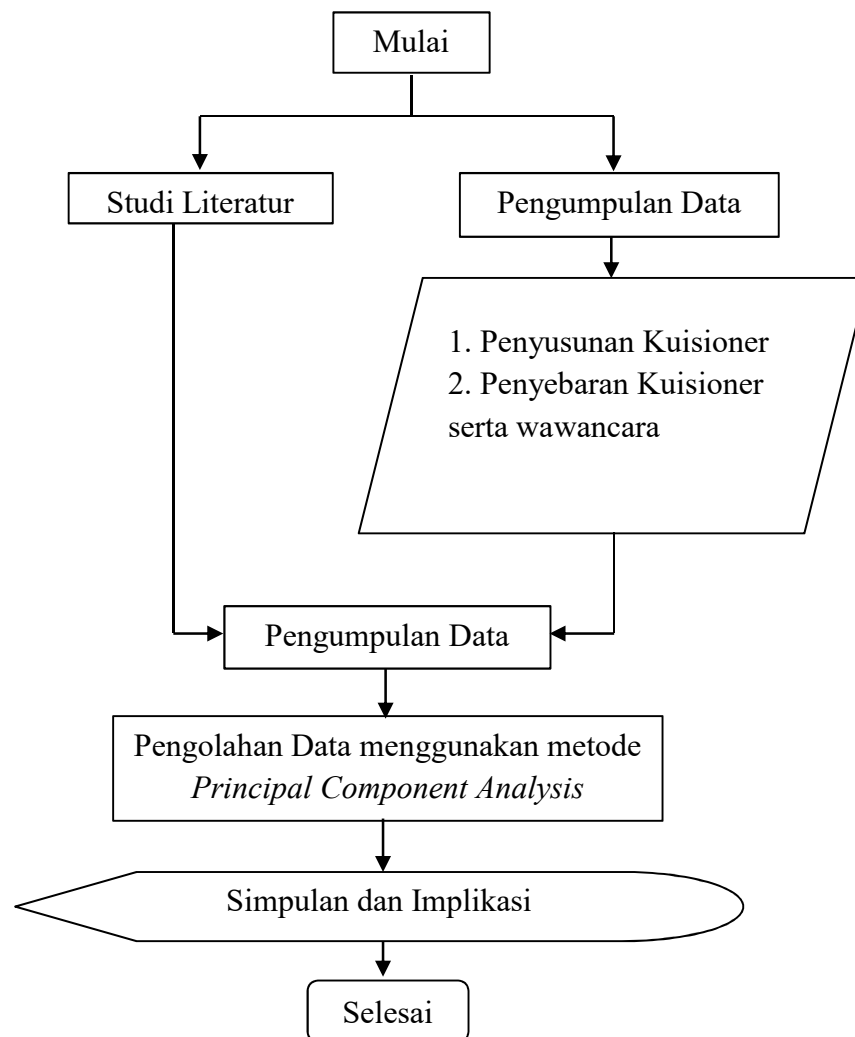 Mulai
Studi Literatur
Pengumpulan Data
1. Penyusunan Kuisioner
2. Penyebaran Kuisioner
serta wawancara
Pengumpulan Data
Pengolahan Data menggunakan metode
Principal Component Analysis
Simpulan dan Implikasi
Selesai